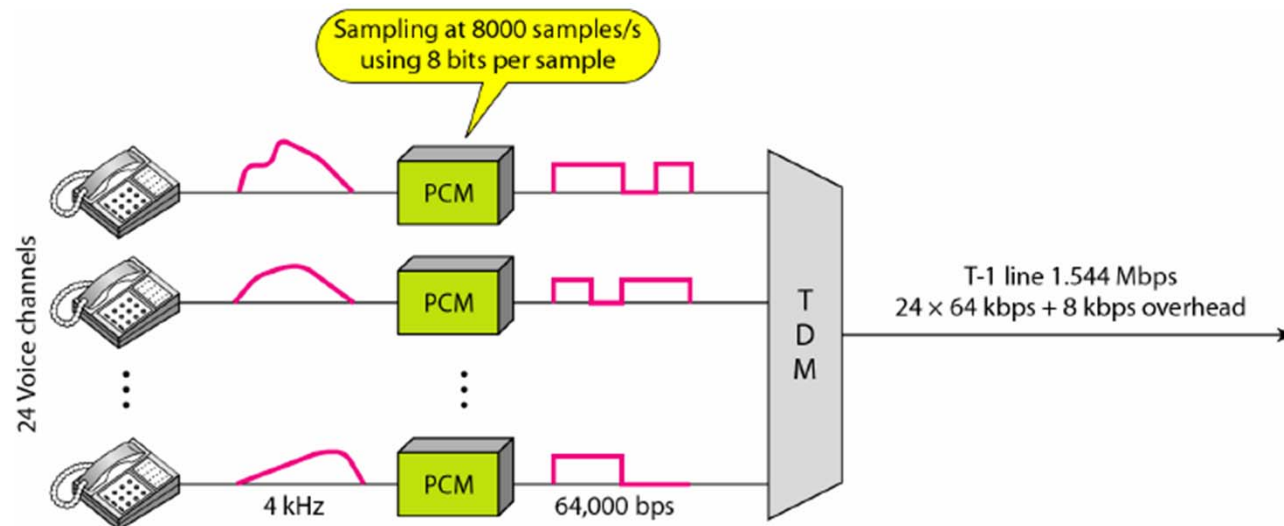 Sampling at 8000 samples/s
using 8 bits per sample
24 Voice channels
PCM
PCM
PCM
4 kHz
64,000 bps
T
D
M
T-1 line 1.544 Mbps
24 × 64 kbps + 8 kbps overhead